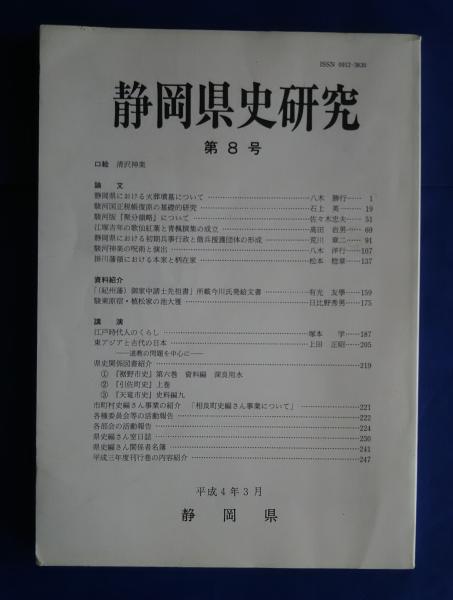 ISSN 0912-3630
静岡県史研究
第8号
口絵 清沢神楽
論文
静岡県における火葬墳墓について……八木 勝行…… 1
駿河国正税帳復原の基礎的研究……石上 英…… 19
駿河版『聚分韻略』について……佐々木忠夫…… 51
江塚吉年の歌仙紅葉と青楓撰集の成立……高田 岩男…… 69
静岡県における初期兵事行政と徴兵援護団体の形成……荒川 章二…… 91
駿河神楽の呪術と演出……八木 洋行……107
掛川藩領における本家と柄在家……松本 稔章……137
資料紹介
「(紀州藩)御家中請士先祖書」所載今川氏発給文書……有光 友學……159
駿東原宿・植松家の池大雅……日比野秀男……175
講演
江戸時代人のくらし……塚本 学……187
東アジアと古代の日本……上田 正昭……205
――道教の問題を中心に――
県史関係図書紹介……219
① 『裾野市史』第六巻 資料編 深良用水
② 『引佐町史』上巻
③ 『天竜市史』史料編九
市町村史編さん事業の紹介 「相良町史編さん事業について」……221
各種委員会等の活動報告……222
各部会の活動報告……224
県史編さん室日誌……230
県史編さん関係者名簿……241
平成三年度刊行巻の内容紹介……247
平成4年3月
静岡県